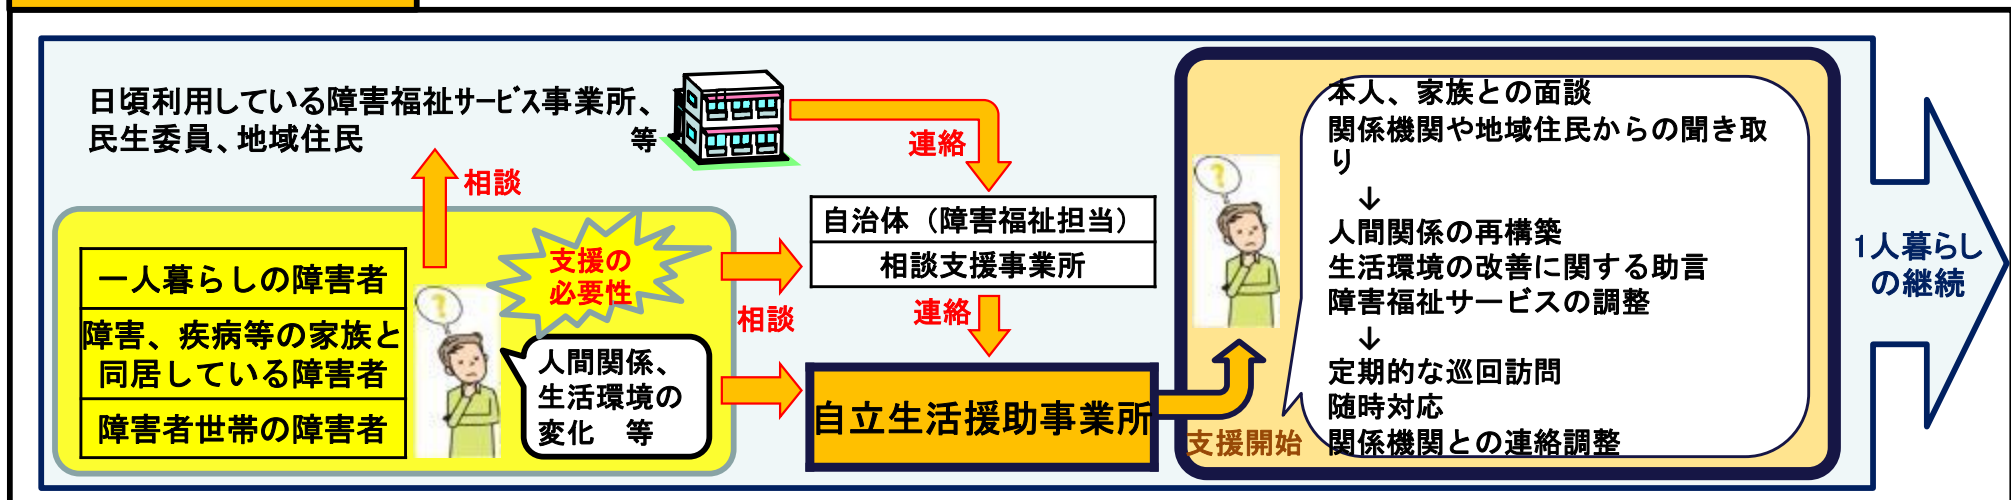 日頃利用している障害福祉サービス事業所、
民生委員、地域住民 等
連絡
相談
自治体（障害福祉担当）
相談支援事業所
一人暮らしの障害者
障害、疾病等の家族と
同居している障害者
障害者世帯の障害者
?
支援の
必要性
人間関係、
生活環境の
変化 等
相談
連絡
自立生活援助事業所
支援開始
?
本人、家族との面談
関係機関や地域住民からの聞き取
り
↓
人間関係の再構築
生活環境の改善に関する助言
障害福祉サービスの調整
↓
定期的な巡回訪問
随時対応
関係機関との連絡調整
1人暮らし
の継続